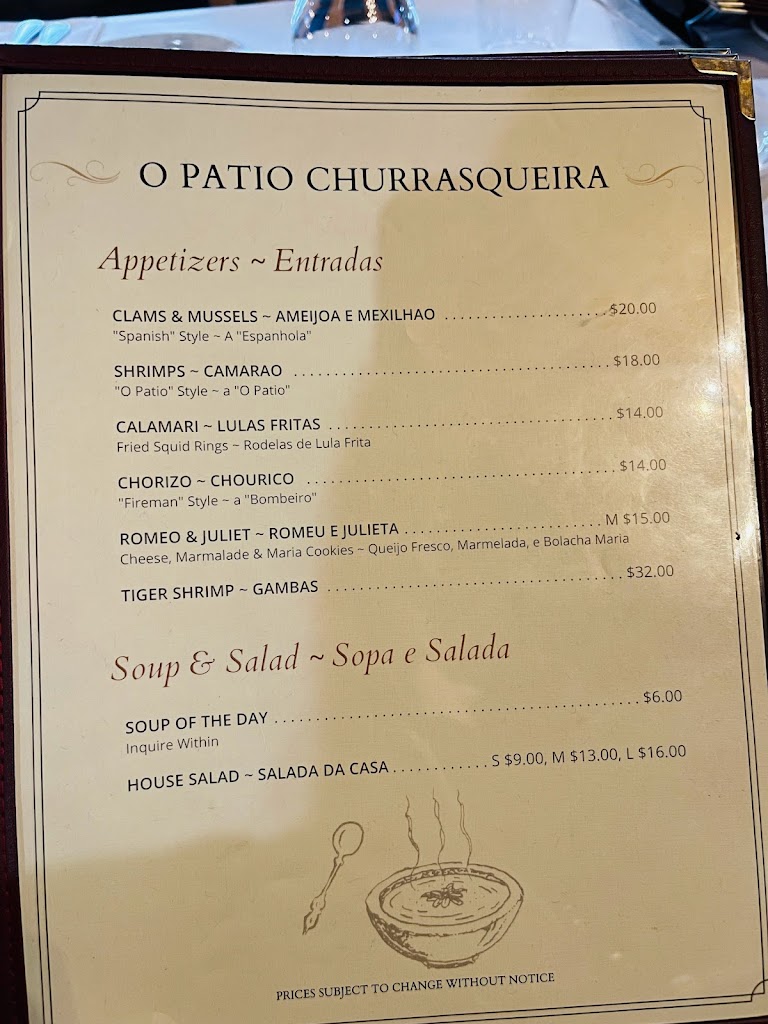 O PATIO CHURRASQUEIRA
Appetizers ~ Entradas
CLAMS & MUSSELS ~ AMEIJOA E MEXILHAO ..................... $20.00
"Spanish" Style ~ A "Espanhola"
SHRIMPS ~ CAMARAO ........................................ $18.00
"O Patio" Style ~ a "O Patio"
CALAMARI ~ LULAS FRITAS ..................................... $14.00
Fried Squid Rings ~ Rodelas de Lula Frita
CHORIZO ~ CHOURICO ........................................ $14.00
"Fireman" Style ~ a "Bombeiro"
ROMEO & JULIET ~ ROMEU E JULIETA ......................... M $15.00
Cheese, Marmalade & Maria Cookies ~ Queijo Fresco, Marmelada, e Bolacha Maria
TIGER SHRIMP ~ GAMBAS ...................................... $32.00
Soup & Salad ~ Sopa e Salada
SOUP OF THE DAY .............................................. $6.00
Inquire Within
HOUSE SALAD ~ SALADA DA CASA ............ S $9.00, M $13.00, L $16.00
PRICES SUBJECT TO CHANGE WITHOUT NOTICE